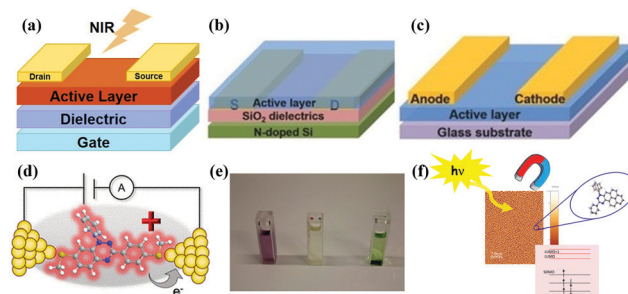 (a)
NIR
Drain
Source
Active Layer
Dielectric
Gate
(b)
S
Active layer
D
SiO₂ dielectrics
N-doped Si
(c)
Anode
Cathode
Active layer
Glass substrate
(d)
A
+
e⁻
(e)
(f)
hν